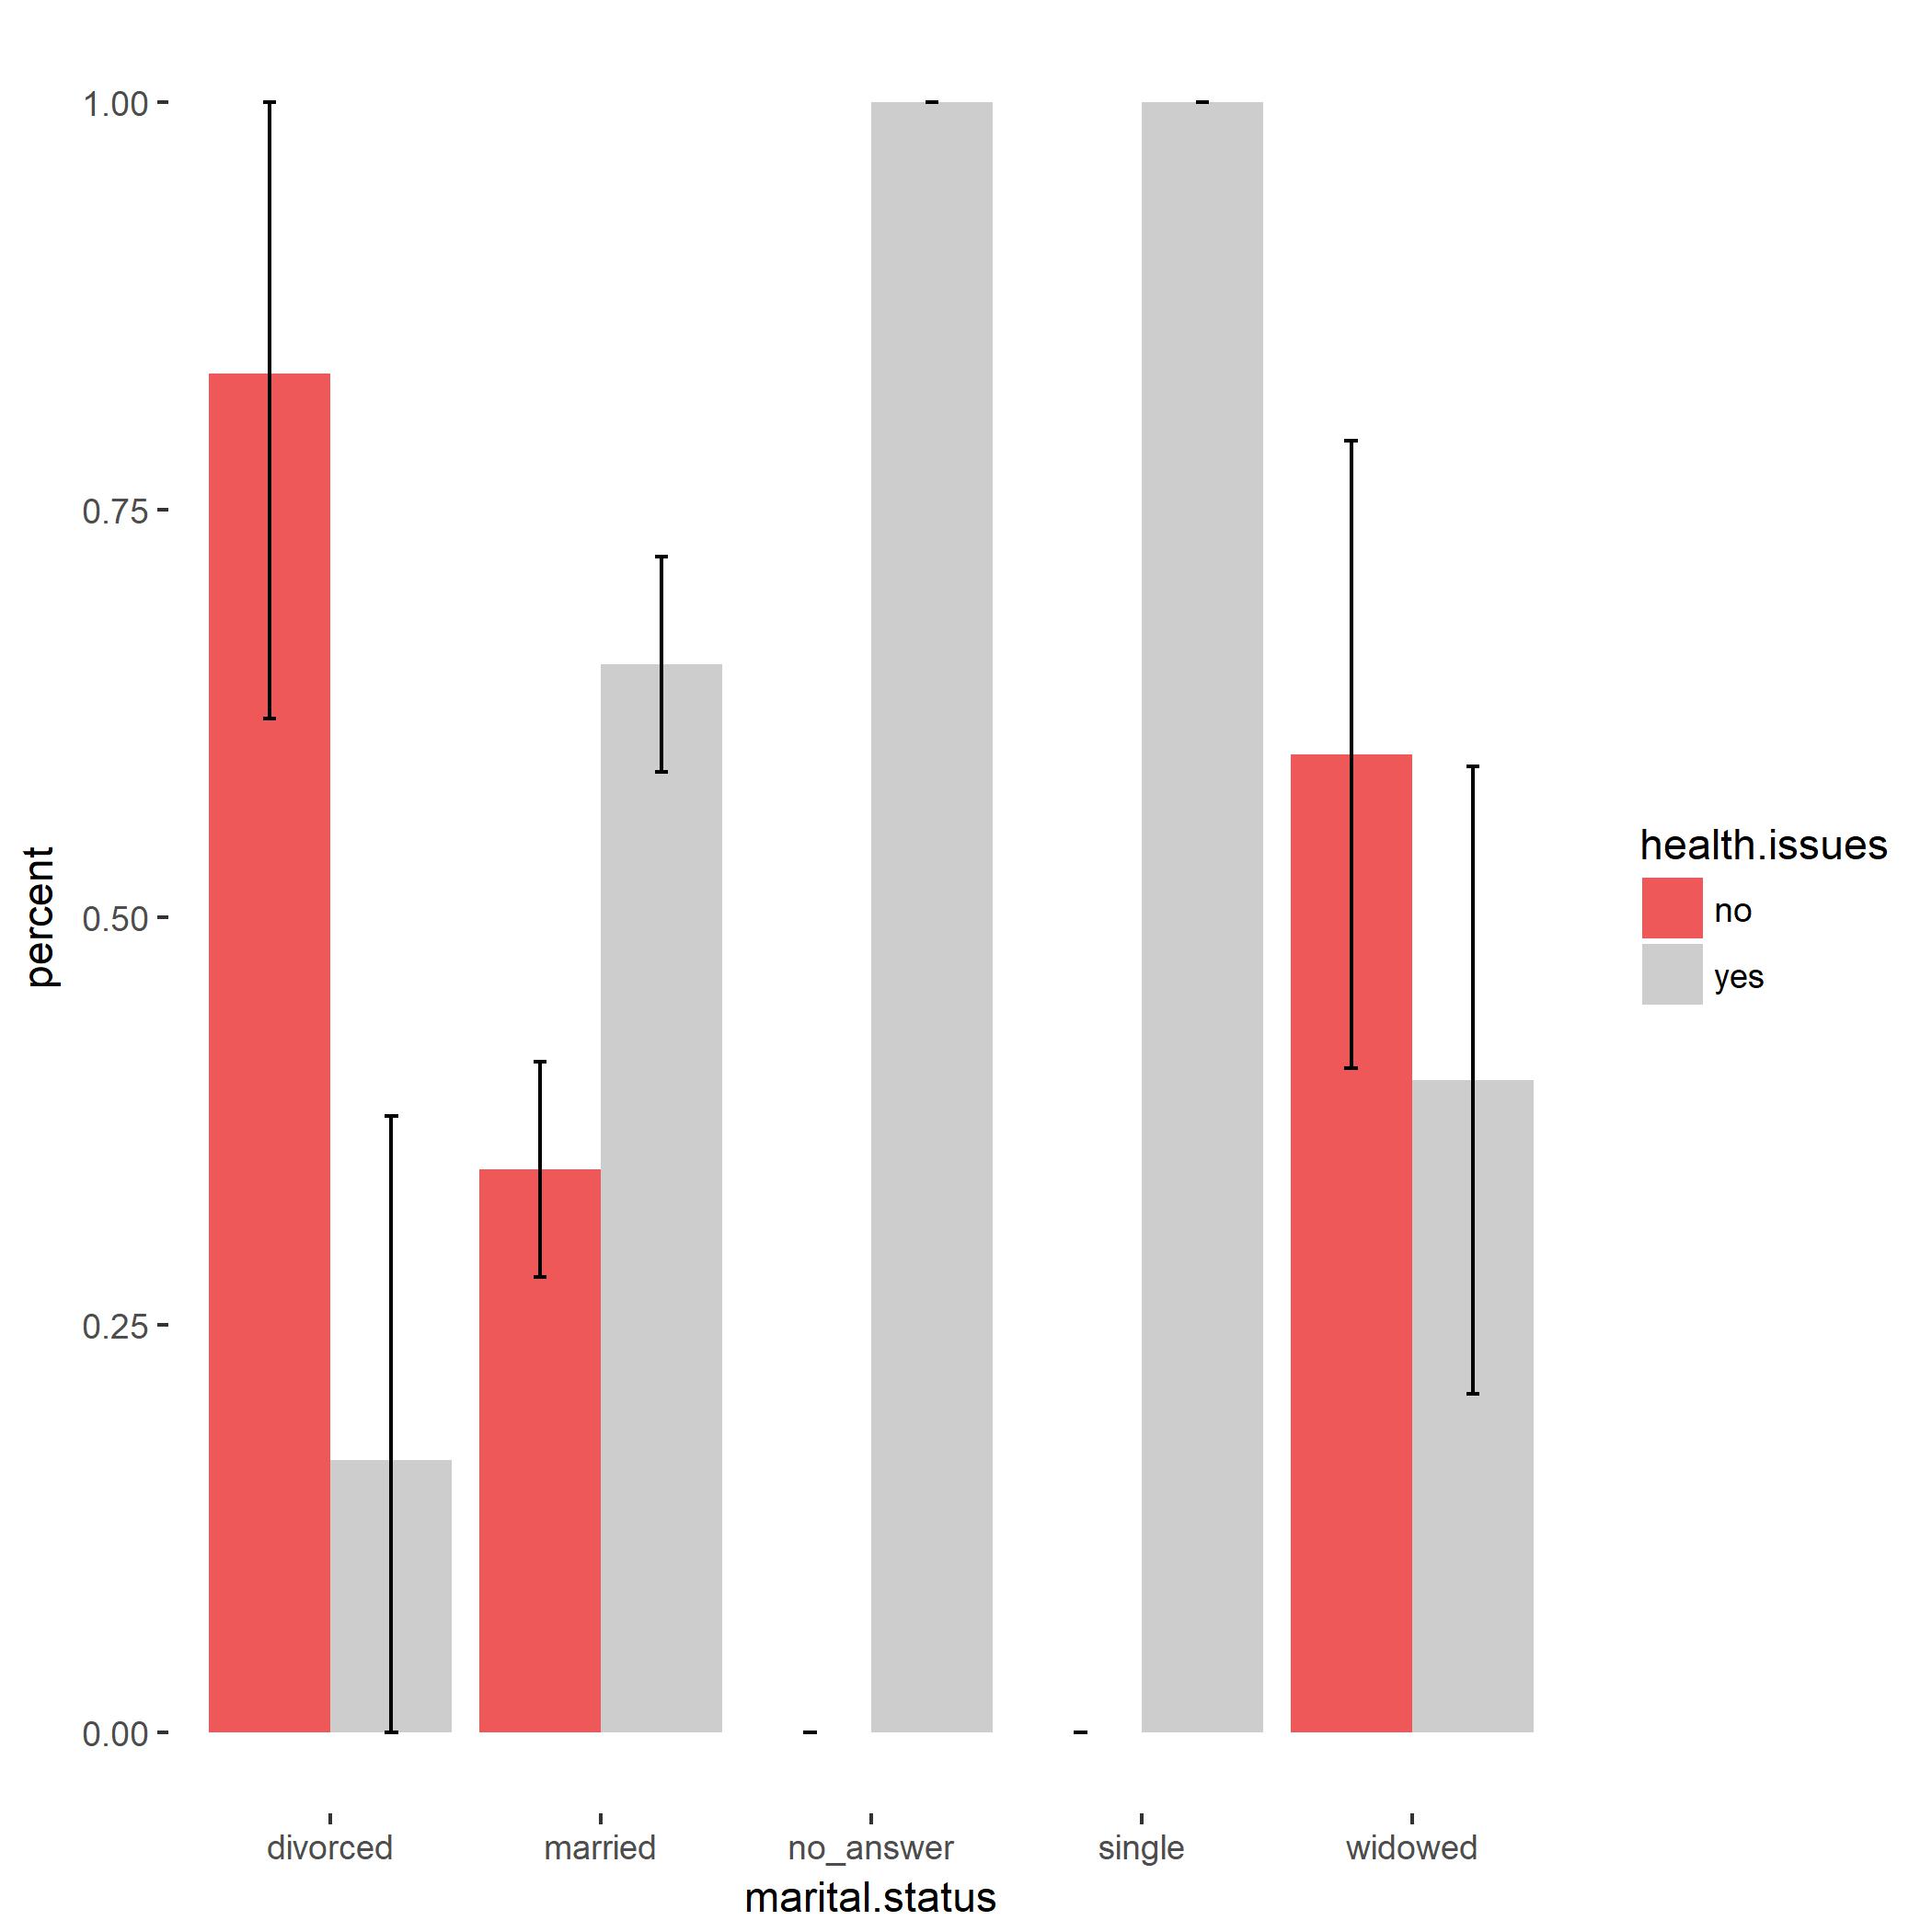 1.00
0.75
0.50
0.25
0.00
percent
divorced
married
no_answer
single
widowed
marital.status
health.issues
no
yes